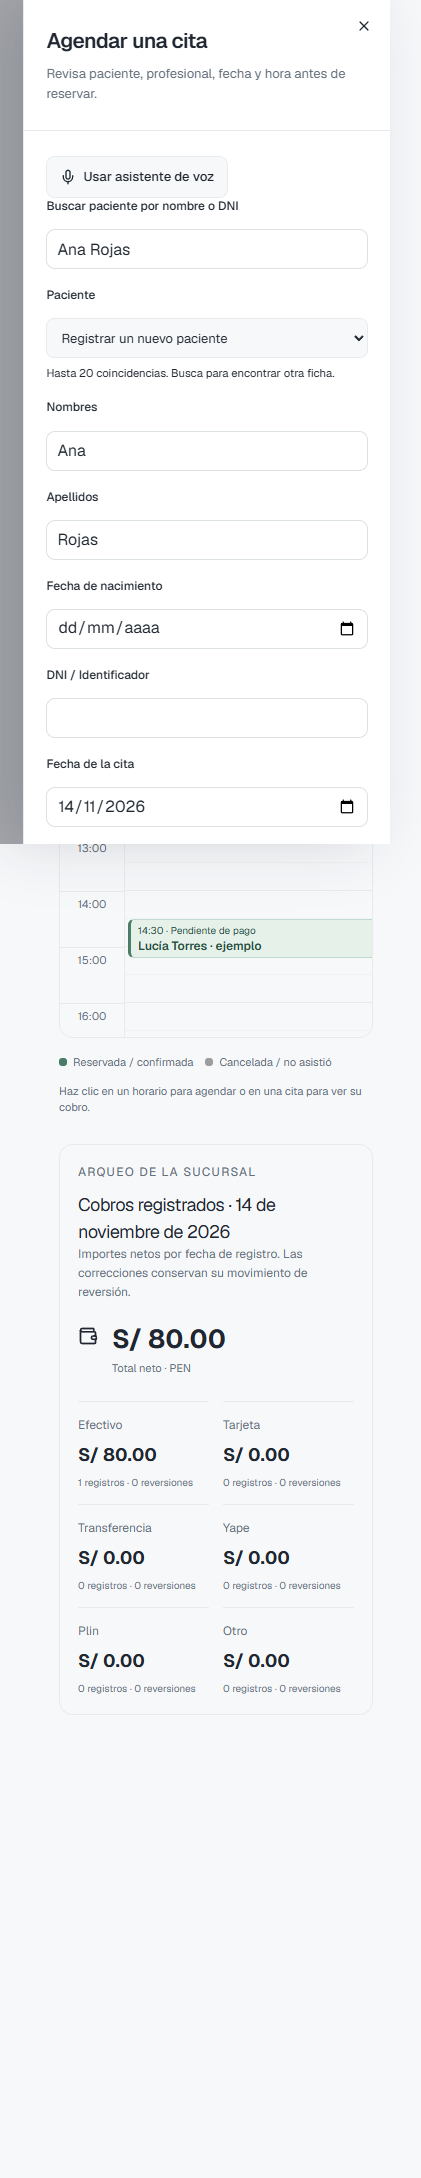 Agendar una cita
Revisa paciente, profesional, fecha y hora antes de
reservar.
Usar asistente de voz
Buscar paciente por nombre o DNI
Ana Rojas
Paciente
Registrar un nuevo paciente
Hasta 20 coincidencias. Busca para encontrar otra ficha.
Nombres
Ana
Apellidos
Rojas
Fecha de nacimiento
dd/mm/aaaa
DNI / Identificador
Fecha de la cita
14/11/2026
13:00
14:00
14:30 · Pendiente de pago
Lucía Torres · ejemplo
15:00
16:00
Reservada / confirmada
Cancelada / no asistió
Haz clic en un horario para agendar o en una cita para ver su
cobro.
ARQUEO DE LA SUCURSAL
Cobros registrados · 14 de
noviembre de 2026
Importes netos por fecha de registro. Las
correcciones conservan su movimiento de
reversión.
S/ 80.00
Total neto · PEN
Efectivo
S/ 80.00
1 registros · 0 reversiones
Tarjeta
S/ 0.00
0 registros · 0 reversiones
Transferencia
S/ 0.00
0 registros · 0 reversiones
Yape
S/ 0.00
0 registros · 0 reversiones
Plin
S/ 0.00
0 registros · 0 reversiones
Otro
S/ 0.00
0 registros · 0 reversiones